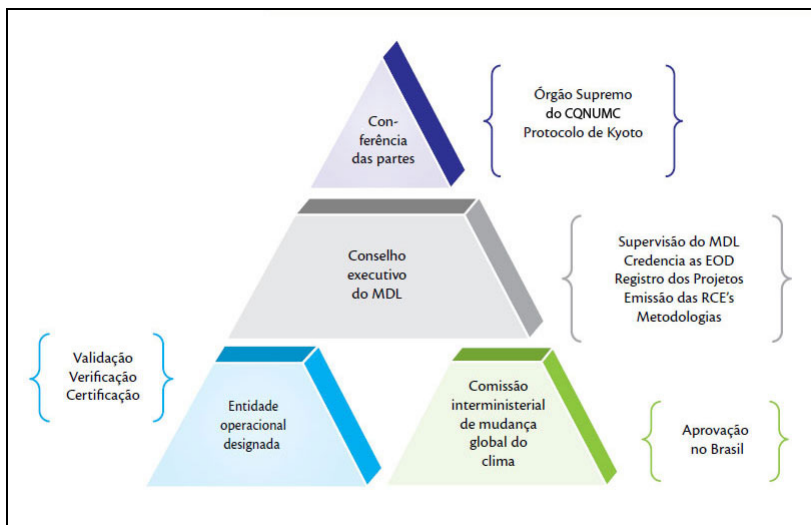 Con-
ferência
das partes
Órgão Supremo
do CQNUMC
Protocolo de Kyoto
Conselho
executivo
do MDL
Supervisão do MDL
Credencia as EOD
Registro dos Projetos
Emissão das RCE's
Metodologias
Validação
Verificação
Certificação
Entidade
operacional
designada
Comissão
interministerial
de mudança
global do
clima
Aprovação
no Brasil